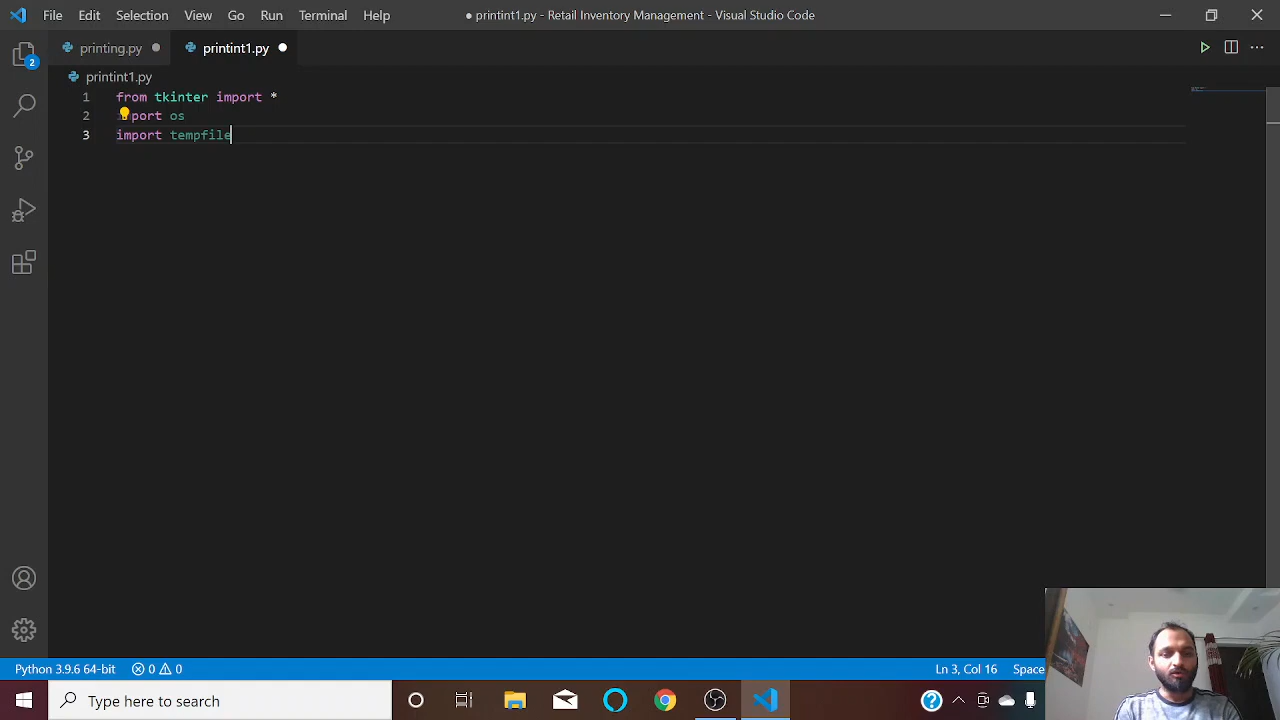 File Edit Selection View Go Run Terminal Help
● printint1.py - Retail Inventory Management - Visual Studio Code
printing.py
printint1.py
2
printint1.py
1 from tkinter import *
2 import os
3 import tempfile
Python 3.9.6 64-bit
0
0
Ln 3, Col 16
Space
Type here to search